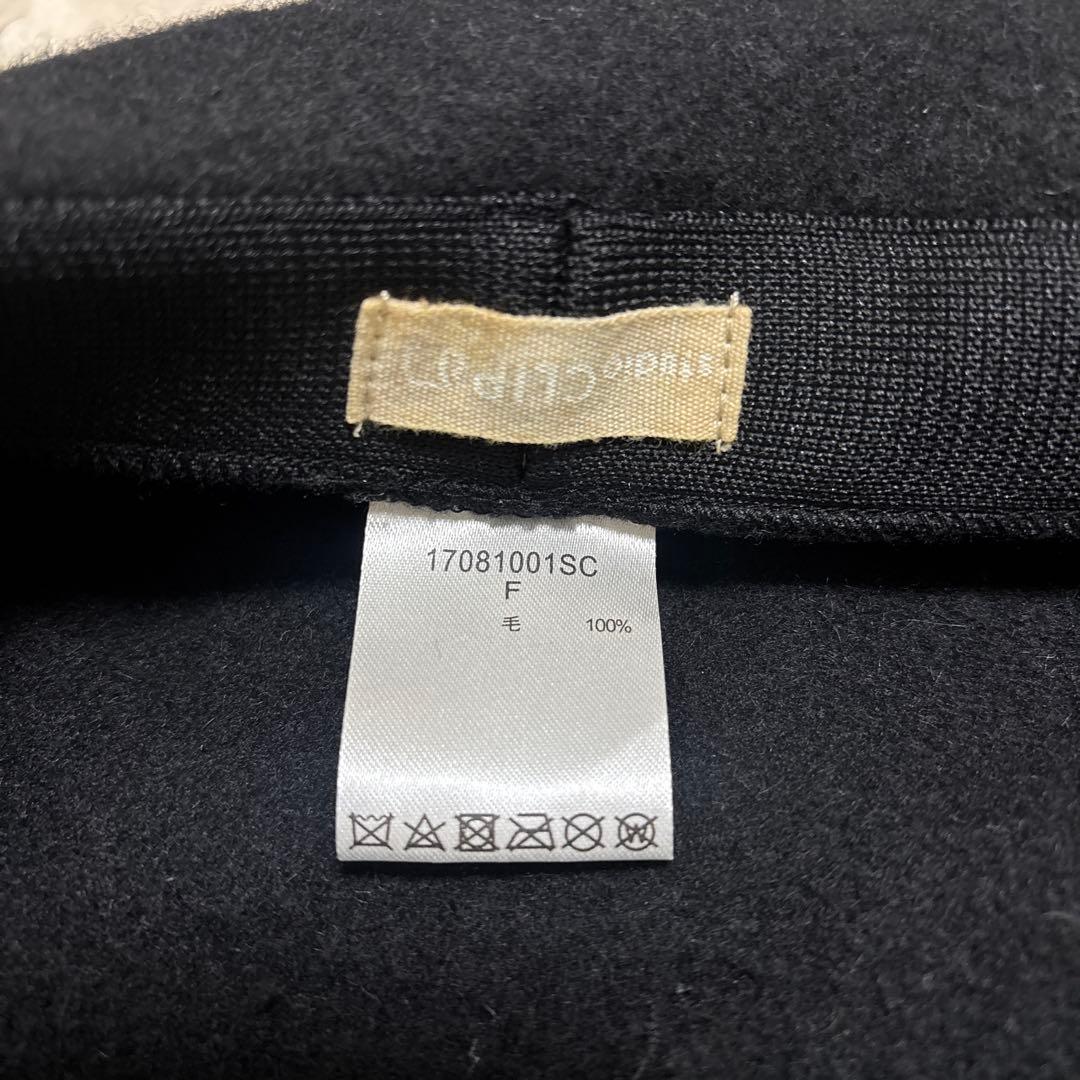 studio CLIP
17081001SC
F
毛 100%
W